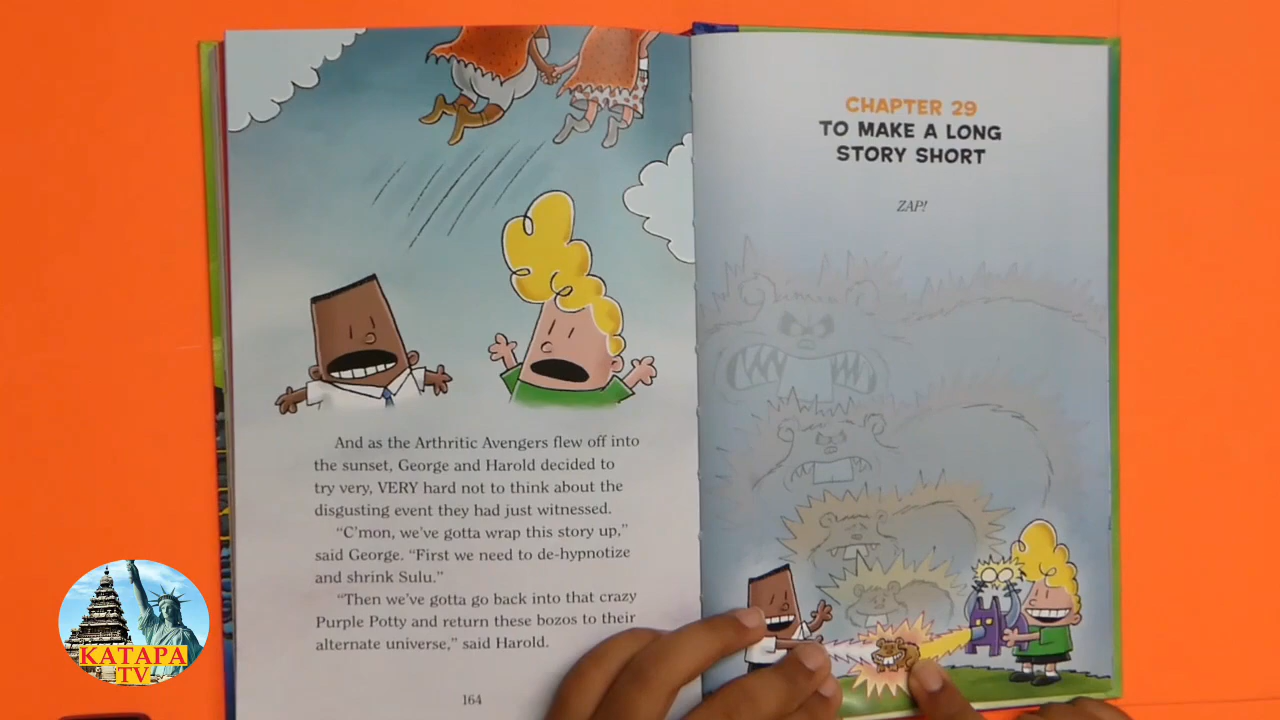 And as the Arthritic Avengers flew off into
the sunset, George and Harold decided to
try very, VERY hard not to think about the
disgusting event they had just witnessed.
“C’mon, we’ve gotta wrap this story up,”
said George. “First we need to de-hypnotize
and shrink Sulu.”
“Then we’ve gotta go back into that crazy
Purple Potty and return these bozos to their
alternate universe,” said Harold.
164
CHAPTER 29
TO MAKE A LONG
STORY SHORT
ZAP!
KATAPA
TV